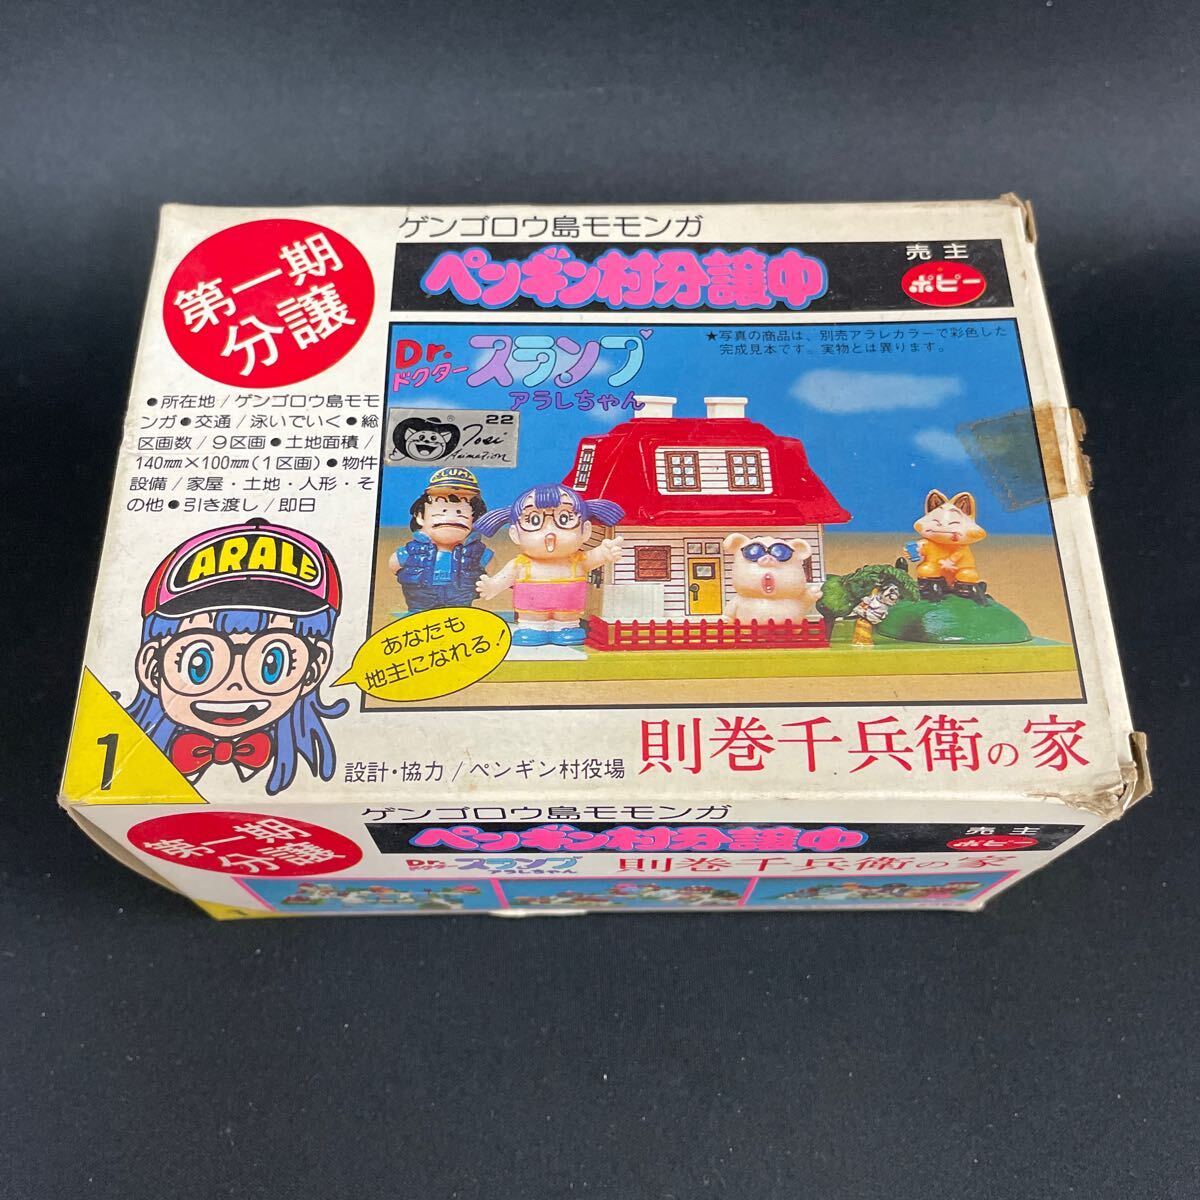 第一期
分譲
ゲンゴロウ島モモンガ
ペンギン村分譲中
売主
ポピー
●所在地/ゲンゴロウ島モモ
ンガ●交通/泳いでいく●総
区画数/9区画●土地面積/
140mm×100mm(1区画)●物件
設備/家屋・土地・人形・そ
の他●引き渡し/即日
Dr.
ドクター
スランプ
アラレちゃん
★写真の商品は、別売アラレカラーで彩色した
完成見本です。実物とは異ります。
22
®
Toei
Animation
ARALE
あなたも
地主になれる!
1
設計・協力/ペンギン村役場
則巻千兵衛の家
第一期
分譲
ゲンゴロウ島モモンガ
ペンギン村分譲中
売主
ポピー
Dr.
ドクター
スランプ
アラレちゃん
則巻千兵衛の家
1